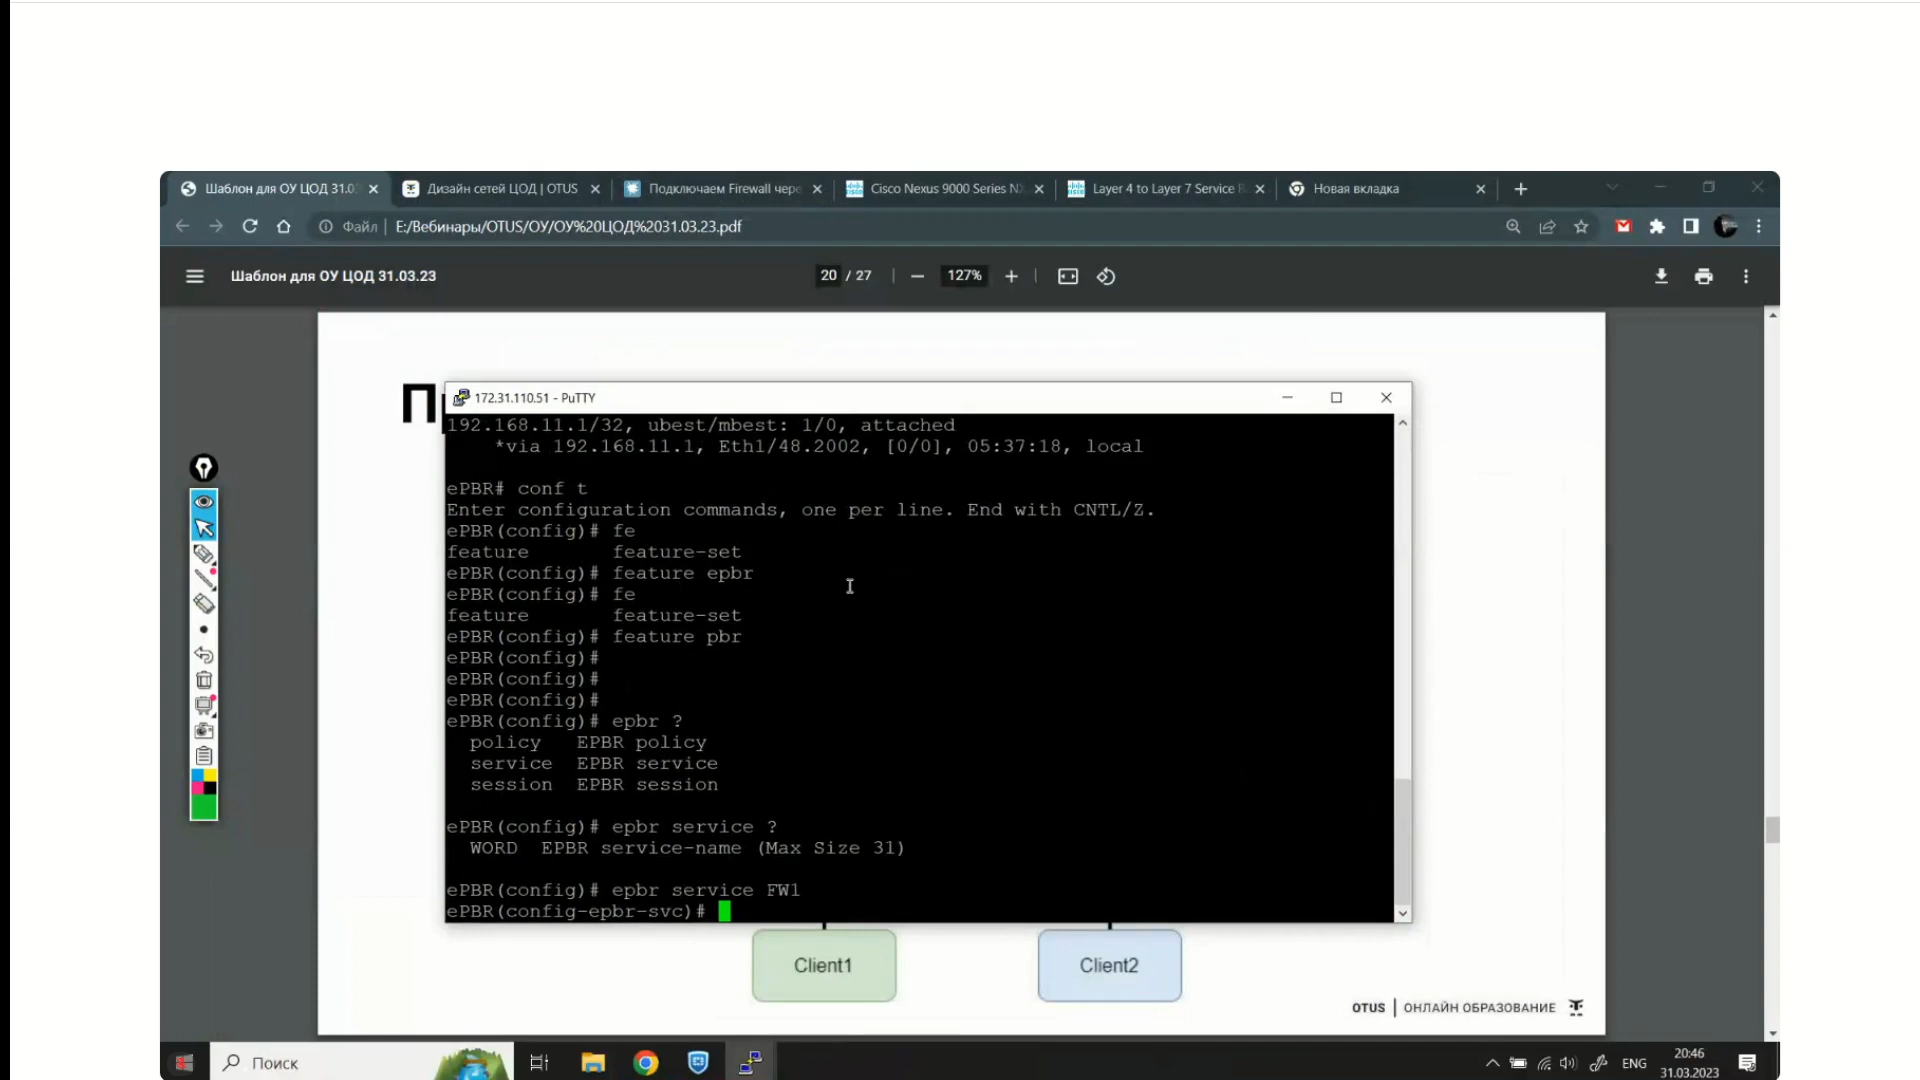 Шаблон для ОУ ЦОД 31.0
Дизайн сетей ЦОД | OTUS
Подключаем Firewall чере
Cisco Nexus 9000 Series NX
Layer 4 to Layer 7 Service R
Новая вкладка
Файл
E:/Вебинары/OTUS/ОУ/ОУ%20ЦОД%2031.03.23.pdf
Шаблон для ОУ ЦОД 31.03.23
20 / 27
127%
П
172.31.110.51 - PuTTY
192.168.11.1/32, ubest/mbest: 1/0, attached
*via 192.168.11.1, Eth1/48.2002, [0/0], 05:37:18, local
ePBR# conf t
Enter configuration commands, one per line. End with CNTL/Z.
ePBR(config)# fe
feature feature-set
ePBR(config)# feature epbr
ePBR(config)# fe
feature feature-set
ePBR(config)# feature pbr
ePBR(config)#
ePBR(config)#
ePBR(config)#
ePBR(config)# epbr ?
policy EPBR policy
service EPBR service
session EPBR session
ePBR(config)# epbr service ?
WORD EPBR service-name (Max Size 31)
ePBR(config)# epbr service FW1
ePBR(config-epbr-svc)#
Client1
Client2
OTUS | ОНЛАЙН ОБРАЗОВАНИЕ
Поиск
ENG
20:46
31.03.2023